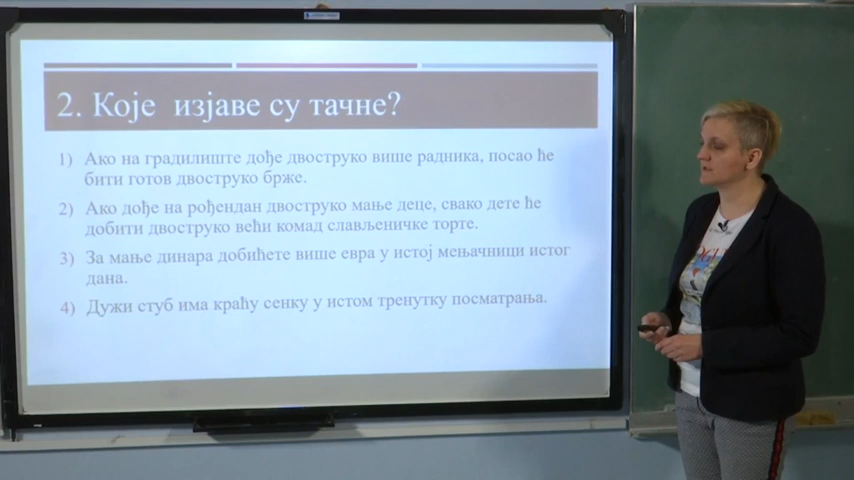 2. Које изјаве су тачне?
1) Ако на градилиште дође двоструко више радника, посао ће
бити готов двоструко брже.
2) Ако дође на рођендан двоструко мање деце, свако дете ће
добити двоструко већи комад слављеничке торте.
3) За мање динара добићете више евра у истој мењачници истог
дана.
4) Дужи стуб има краћу сенку у истом тренутку посматрања.